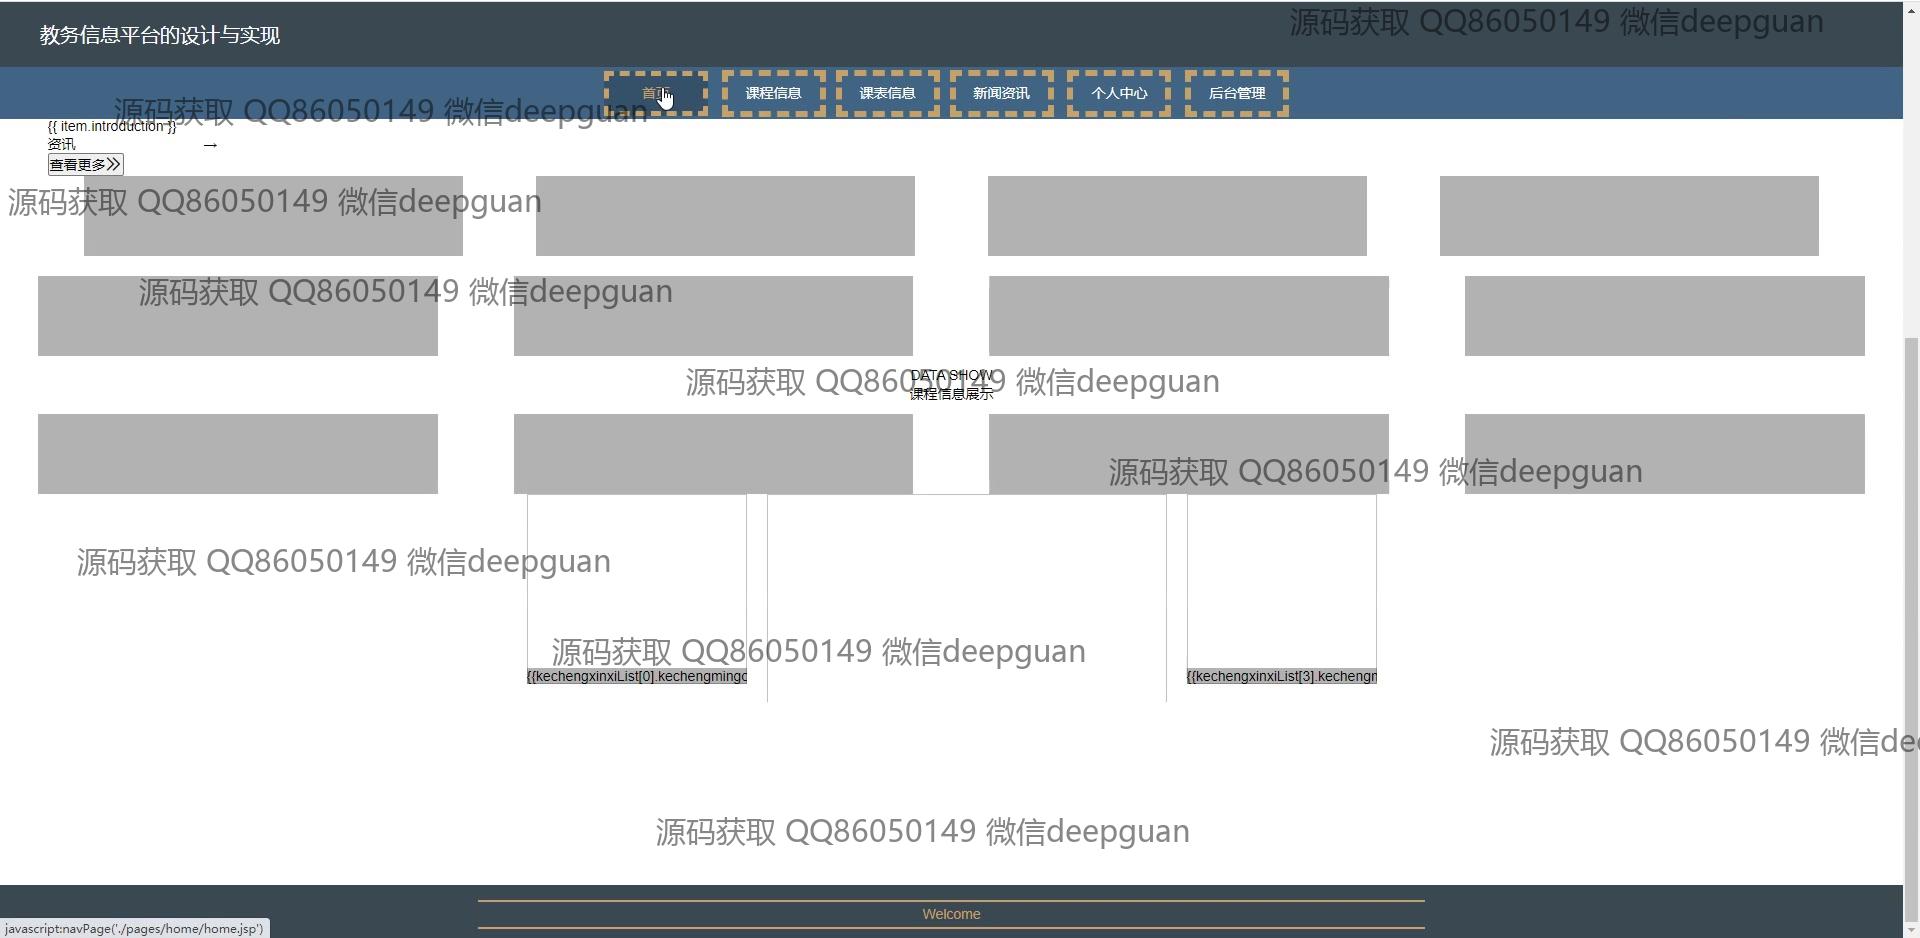 教务信息平台的设计与实现
源码获取 QQ86050149 微信deepguan
首页 课程信息 课表信息 新闻资讯 个人中心 后台管理
源码获取 QQ86050149 微信deepguan
{{ item.introduction }}
资讯 →
查看更多
源码获取 QQ86050149 微信deepguan
源码获取 QQ86050149 微信deepguan
DATA SHOW
源码获取 QQ86050149 微信deepguan
课程信息展示
源码获取 QQ86050149 微信deepguan
源码获取 QQ86050149 微信deepguan
源码获取 QQ86050149 微信deepguan
{{kechengxinxiList[0].kechengmingc {{kechengxinxiList[3].kechengm
源码获取 QQ86050149 微信de
源码获取 QQ86050149 微信deepguan
Welcome
javascript:navPage('./pages/home/home.jsp')